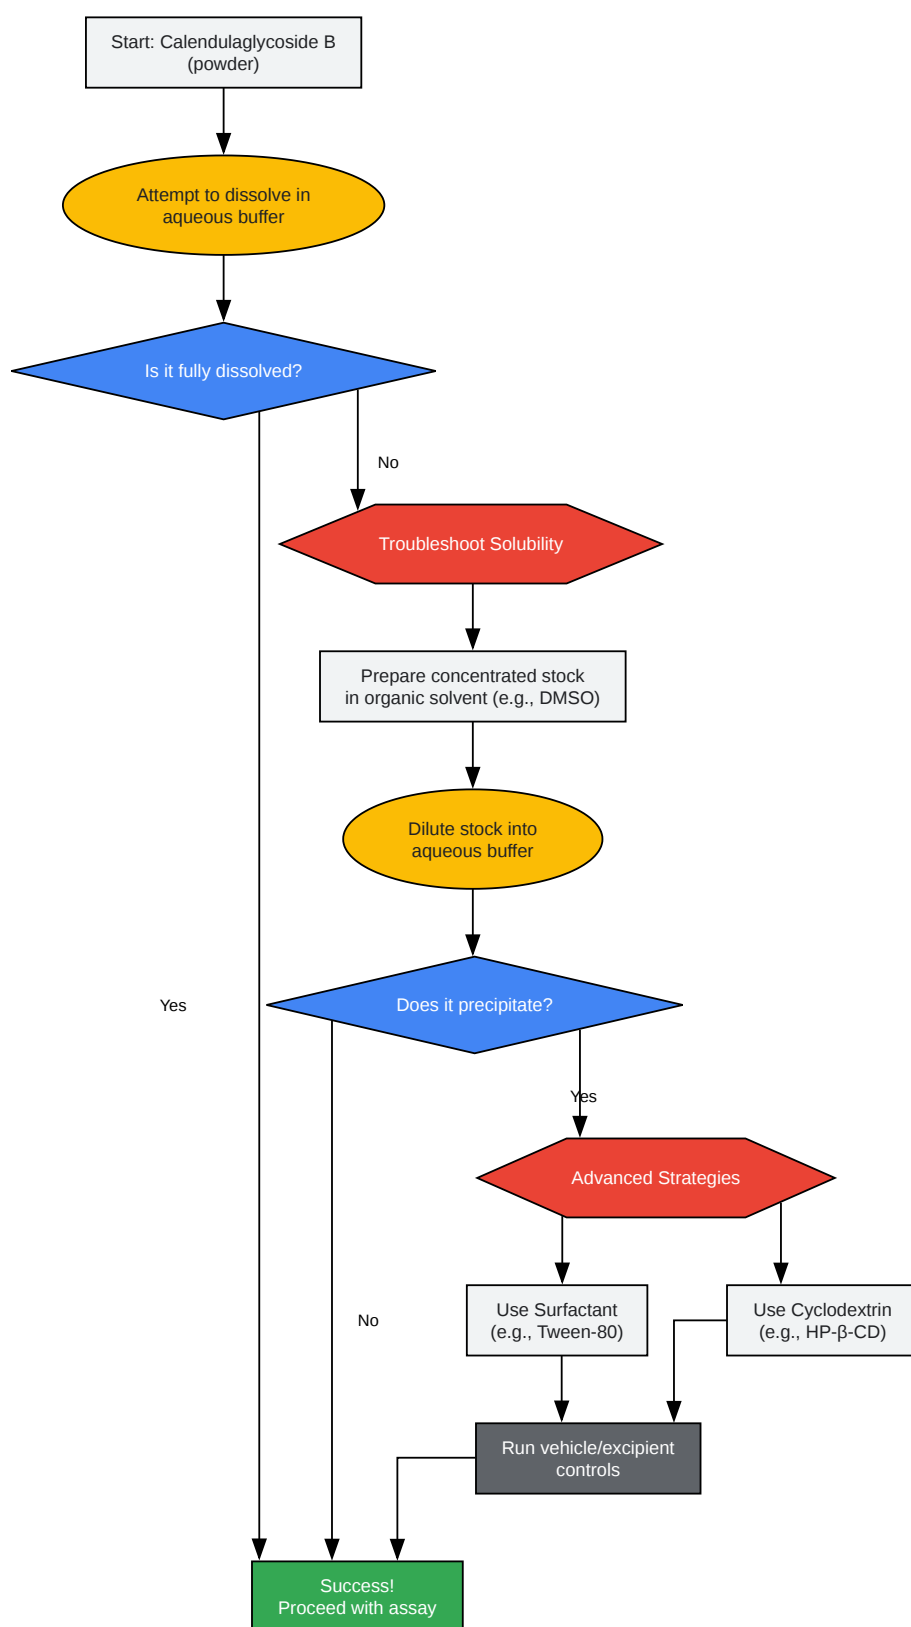 Start: Calendulaglycoside B
(powder)
Attempt to dissolve in
aqueous buffer
Is it fully dissolved?
No
Troubleshoot Solubility
Prepare concentrated stock
in organic solvent (e.g., DMSO)
Dilute stock into
aqueous buffer
Yes
Does it precipitate?
Yes
Advanced Strategies
Use Surfactant
(e.g., Tween-80)
Use Cyclodextrin
(e.g., HP-β-CD)
No
Run vehicle/excipient
controls
Success!
Proceed with assay